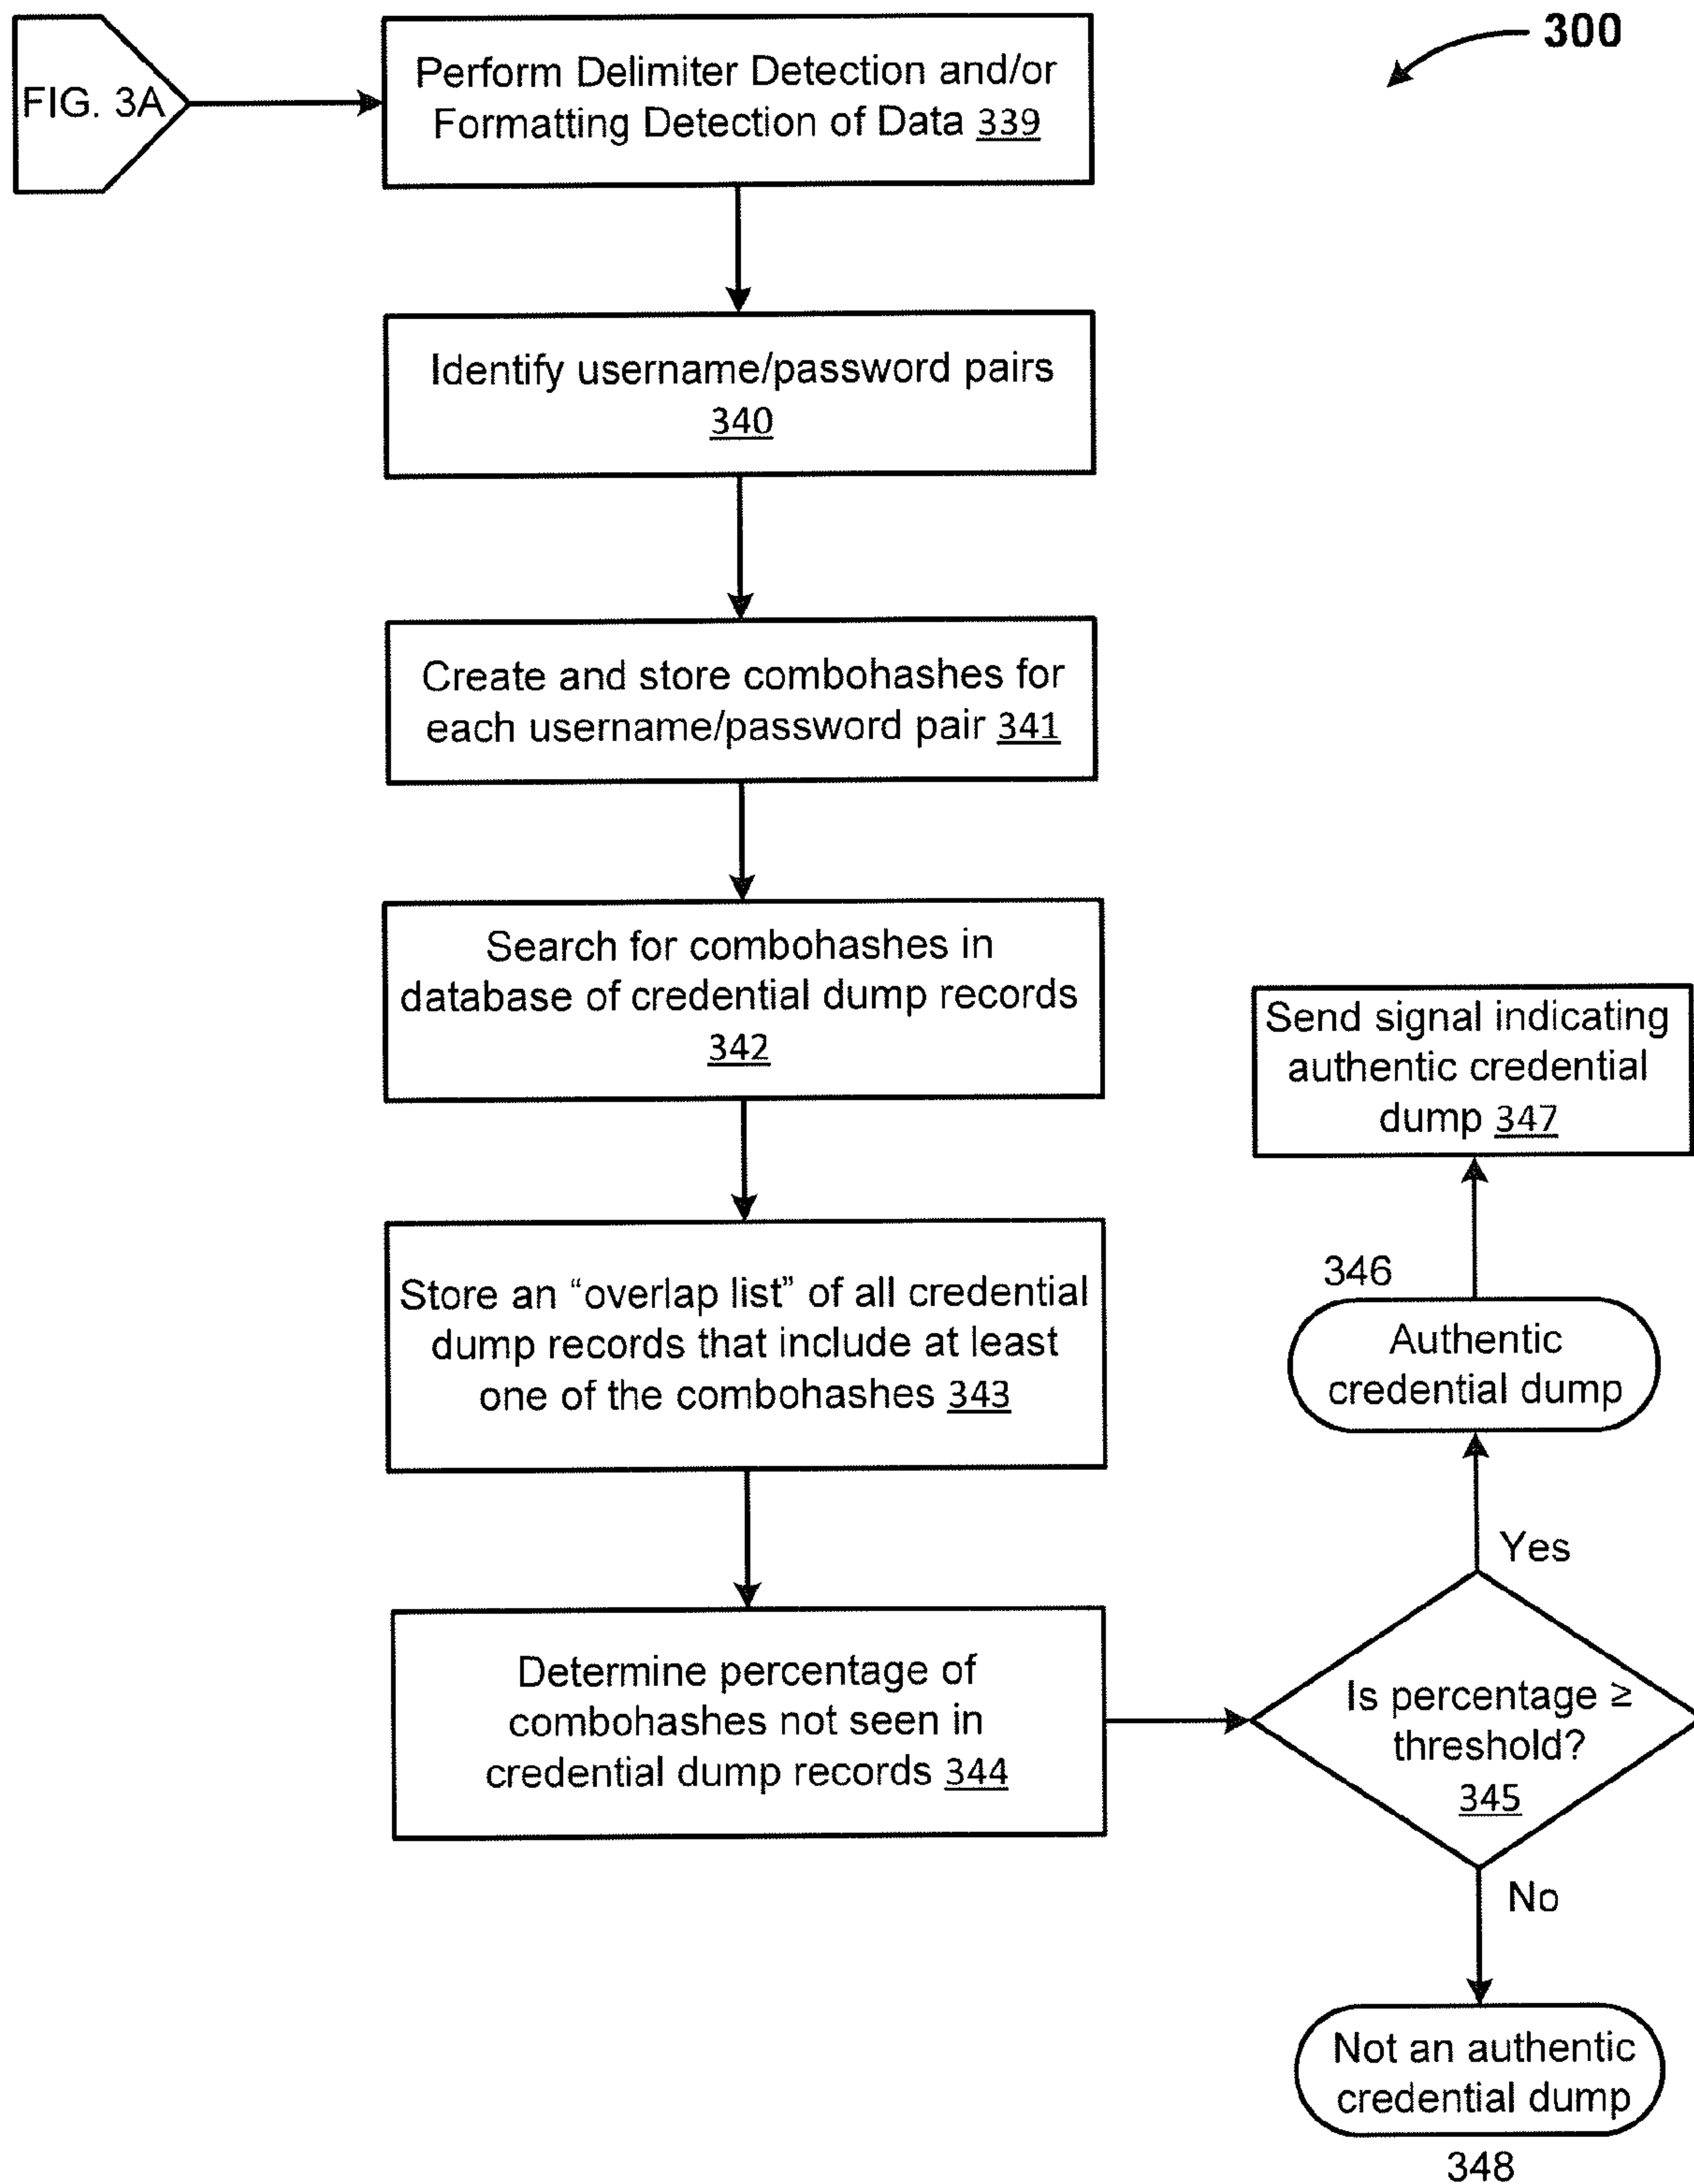 300
FIG. 3A
Perform Delimiter Detection and/or
Formatting Detection of Data 339
Identify username/password pairs
340
Create and store combohashes for
each username/password pair 341
Search for combohashes in
database of credential dump records
342
Store an “overlap list” of all credential
dump records that include at least
one of the combohashes 343
Determine percentage of
combohashes not seen in
credential dump records 344
Is percentage ≥
threshold?
345
Yes
346
Authentic
credential dump
Send signal indicating
authentic credential
dump 347
No
Not an authentic
credential dump
348